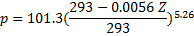 p = 101.3(293 − 0.0056 Z / 293)^5.26